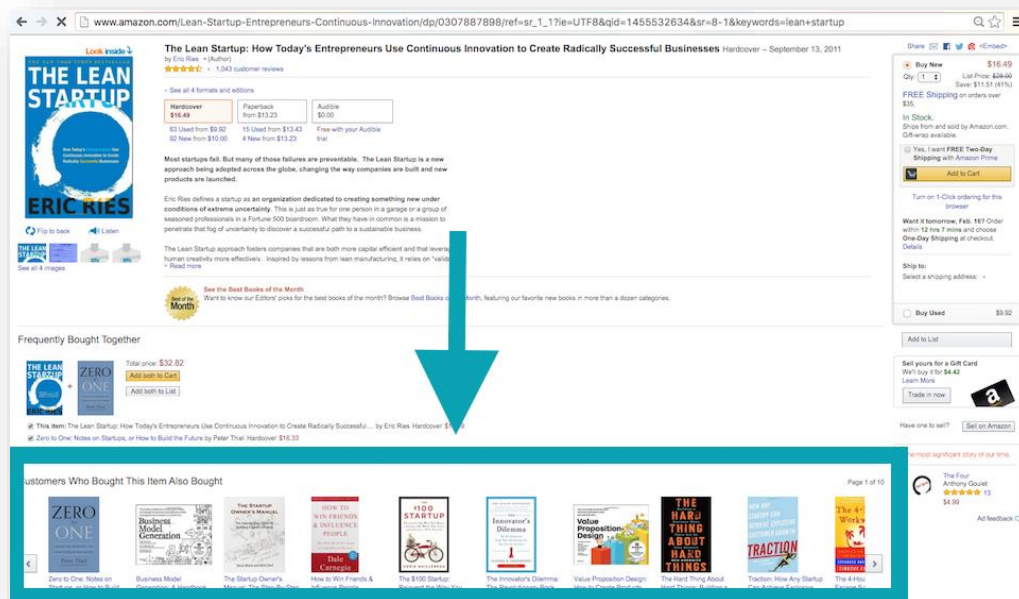 www.amazon.com/Lean-Startup-Entrepreneurs-Continuous-Innovation/dp/0307887898/ref=sr_1_1?ie=UTF8&qid=1455532634&sr=8-1&keywords=lean+startup
Look inside
THE LEAN STARTUP
ERIC RIES
Flip to back Listen
See all 4 images
The Lean Startup: How Today's Entrepreneurs Use Continuous Innovation to Create Radically Successful Businesses Hardcover – September 13, 2011
by Eric Ries (Author)
1,043 customer reviews
See all 4 formats and editions
Hardcover Paperback Audible
$16.49 from $13.23 $0.00
63 Used from $9.92 15 Used from $13.43 Free with your Audible
92 New from $10.00 4 New from $13.23 trial
Most startups fail. But many of those failures are preventable. The Lean Startup is a new
approach being adopted across the globe, changing the way companies are built and new
products are launched.
Eric Ries defines a startup as an organization dedicated to creating something new under
conditions of extreme uncertainty. This is just as true for one person in a garage or a group of
seasoned professionals in a Fortune 500 boardroom. What they have in common is a mission to
penetrate that fog of uncertainty to discover a successful path to a sustainable business.
The Lean Startup approach fosters companies that are both more capital efficient and that
human creativity more effectively. Inspired by lessons from lean manufacturing, it relies on
Read more
Best of the Month
See the Best Books of the Month
Want to know our Editors' picks for the best books of the month? Browse Best Books featuring our favorite new books in more than a dozen categories.
Share <Embed>
Buy New $16.49
Qty: 1 List Price: $28.00
Save: $11.51 (41%)
FREE Shipping on orders over
$35.
In Stock.
Ships from and sold by Amazon.com.
Gift-wrap available.
Yes, I want FREE Two-Day
Shipping with Amazon Prime
Add to Cart
Turn on 1-Click ordering for this
browser
Want it tomorrow, Feb. 16? Order
within 12 hrs 7 mins and choose
One-Day Shipping at checkout.
Details
Ship to:
Select a shipping address:
Buy Used $9.92
Add to List
Sell yours for a Gift Card
We'll buy it for $4.42
Learn More
Trade in now
Have one to sell? Sell on Amazon
most significant story of our time.
The Four
Anthony Goulet
13
$4.99
Ad feedback
Frequently Bought Together
THE LEAN STARTUP
ERIC RIES
+
ZERO
ONE
Total price: $32.82
Add both to Cart
Add both to List
This item: The Lean Startup: How Today's Entrepreneurs Use Continuous Innovation to Create Radically Successful... by Eric Ries Hardcover
Zero to One: Notes on Startups, or How to Build the Future by Peter Thiel Hardcover $16.33
Customers Who Bought This Item Also Bought Page 1 of 10
ZERO
ONE
Business Model Generation
THE STARTUP OWNER'S MANUAL
HOW TO WIN FRIENDS & INFLUENCE PEOPLE
Dale Carnegie
$100 STARTUP
Innovator's Dilemma
Value Proposition Design
THE HARD THING ABOUT HARD THINGS
TRACTION
Zero to One: Notes on
Business Model
The Startup Owner's
How to Win Friends &
The $100 Startup:
The Innovator's Dilemma:
Value Proposition Design:
The Hard Thing About
Traction: How Any Startup